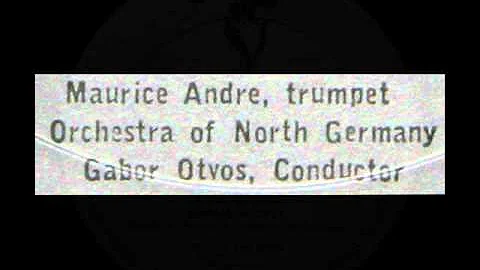 Maurice Andre, trumpet
Orchestra of North Germany
Gabor Otvos, Conductor